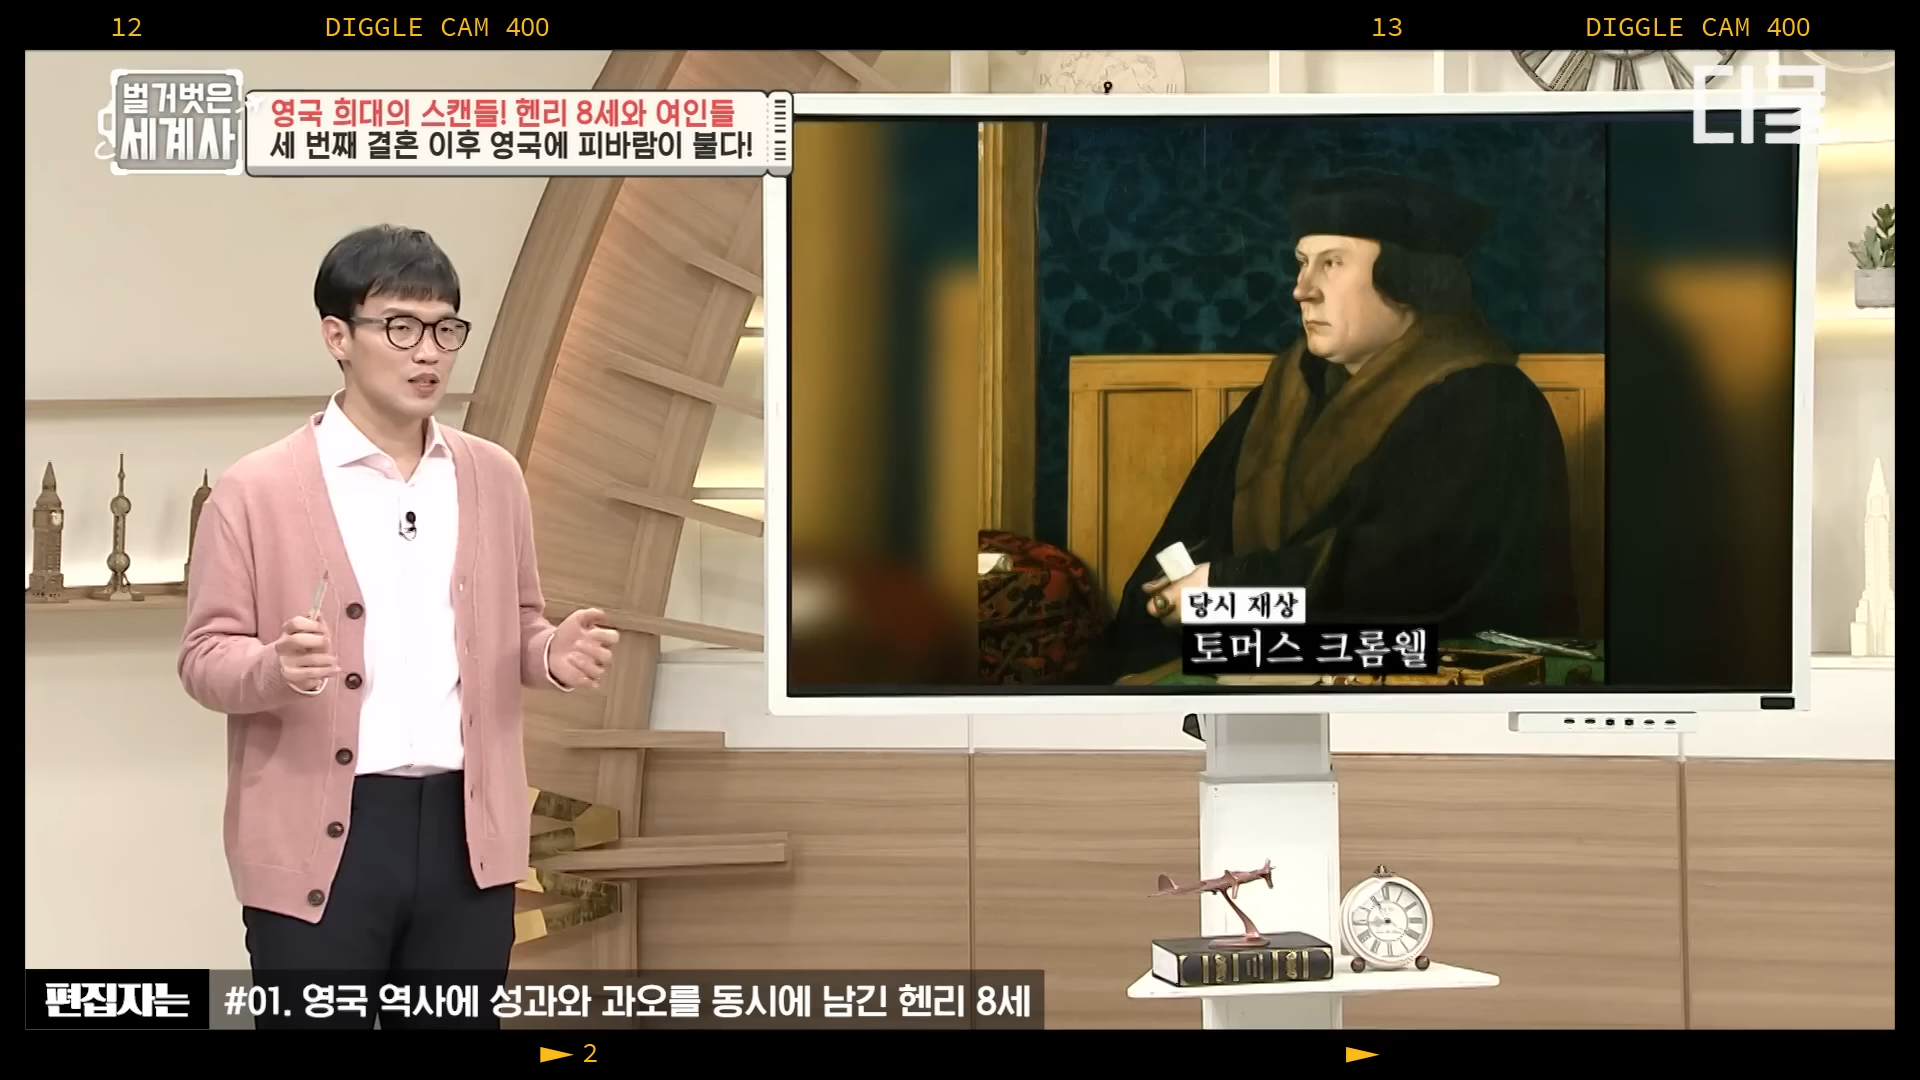 12
DIGGLE CAM 400
13
DIGGLE CAM 400
벌거벗은
세계사
영국 희대의 스캔들! 헨리 8세와 여인들
세 번째 결혼 이후 영국에 피바람이 불다!
디글
당시 재상
토머스 크롬웰
편집자는
#01. 영국 역사에 성과와 과오를 동시에 남긴 헨리 8세
2